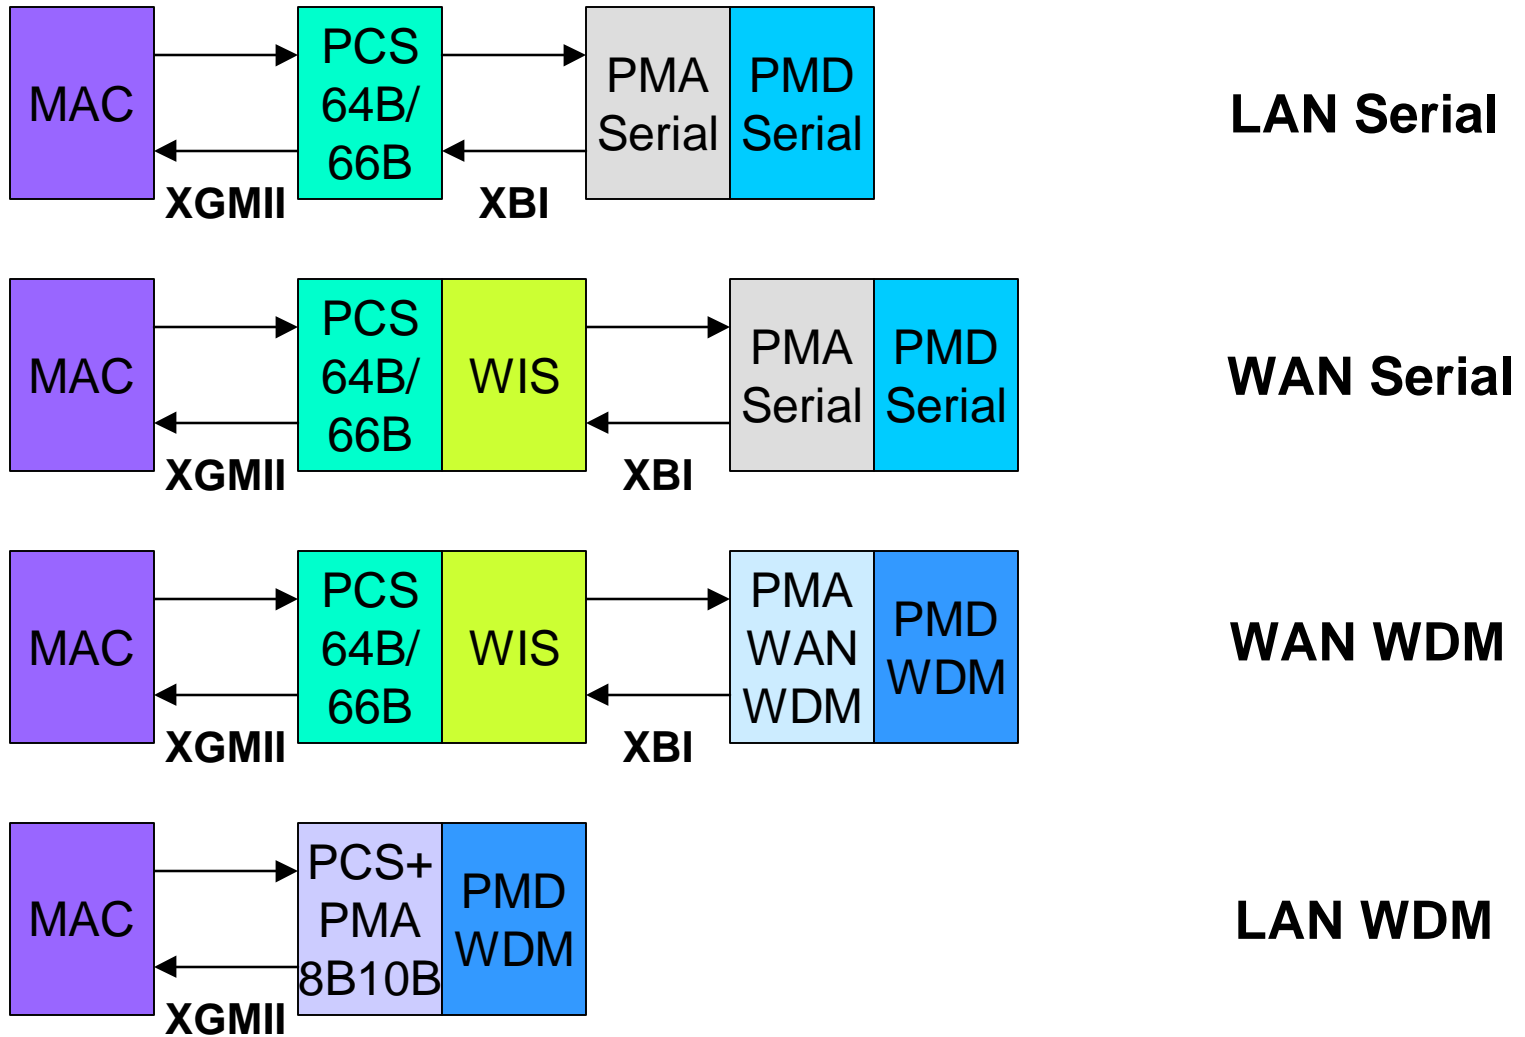 MAC
PCS
64B/
66B
PMA
Serial
PMD
Serial
XGMII
XBI
LAN Serial
MAC
PCS
64B/
66B
WIS
PMA
Serial
PMD
Serial
XGMII
XBI
WAN Serial
MAC
PCS
64B/
66B
WIS
PMA
WAN
WDM
PMD
WDM
XGMII
XBI
WAN WDM
MAC
PCS+
PMA
8B10B
PMD
WDM
XGMII
LAN WDM